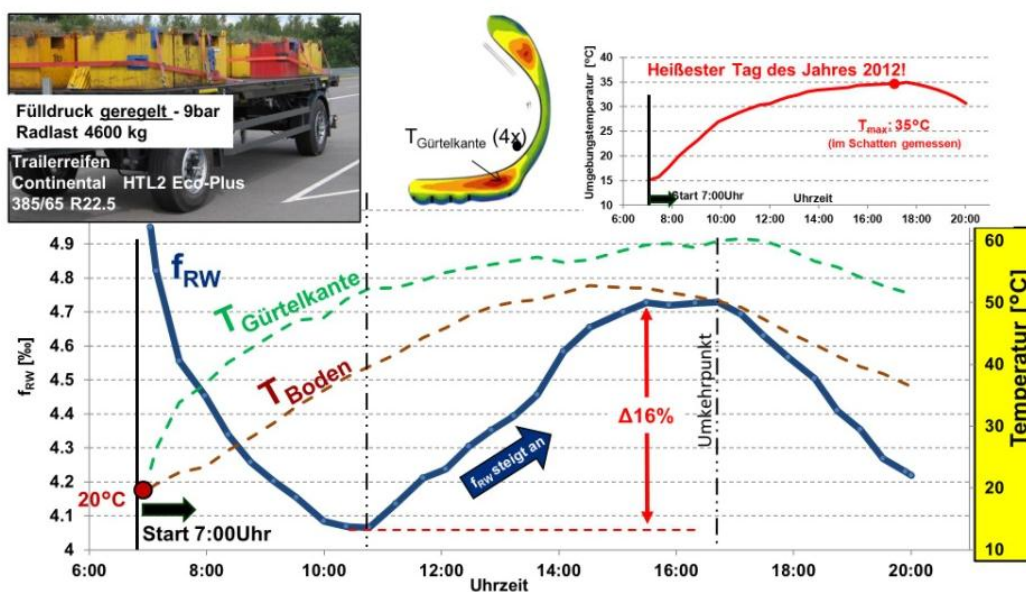 Fülldruck geregelt - 9bar
Radlast 4600 kg
Trailerreifen
Continental HTL2 Eco-Plus
385/65 R22.5
TGürtelkante (4x)
Umgebungstemperatur [°C]
45
40
35
30
25
20
15
10
Heißester Tag des Jahres 2012!
Tmax: 35°C
(im Schatten gemessen)
Start 7:00Uhr
Uhrzeit
6:00 8:00 10:00 12:00 14:00 16:00 18:00 20:00
fRW [‰]
4.9
4.8
4.7
4.6
4.5
4.4
4.3
4.2
4.1
4
fRW
TGürtelkante
TBoden
20°C
Start 7:00Uhr
fRW steigt an
Δ16%
Umkehrpunkt
60
50
40
30
20
10
Temperatur [°C]
6:00 8:00 10:00 12:00 14:00 16:00 18:00 20:00
Uhrzeit